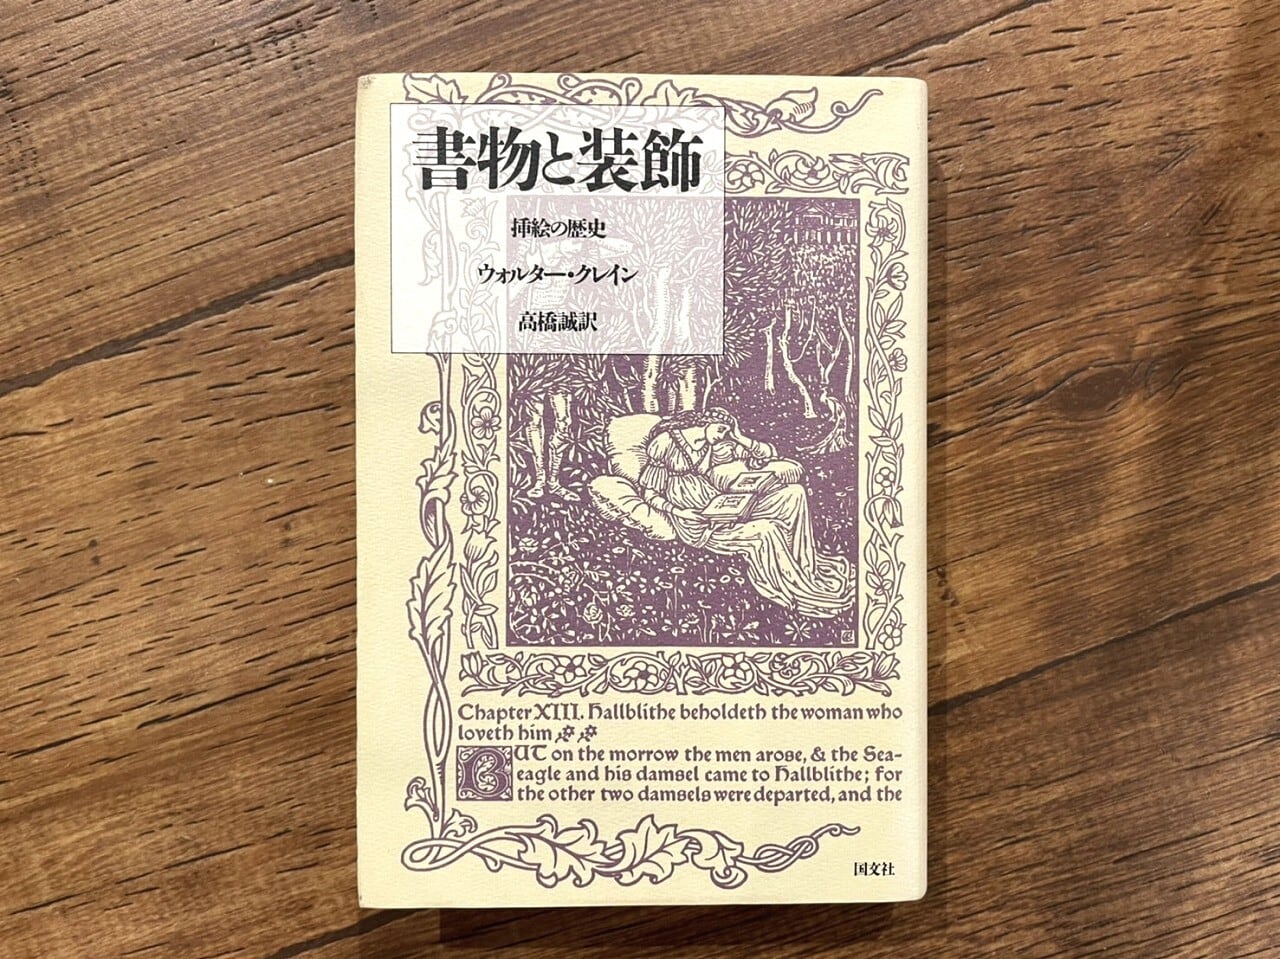 書物と装飾
挿絵の歴史
ウォルター・クレイン
高橋誠訳
Chapter XIII. Hallblithe beholdeth the woman who
loveth him
BUT on the morrow the men arose, & the Sea-
eagle and his damsel came to Hallblithe; for
the other two damsels were departed, and the
国文社